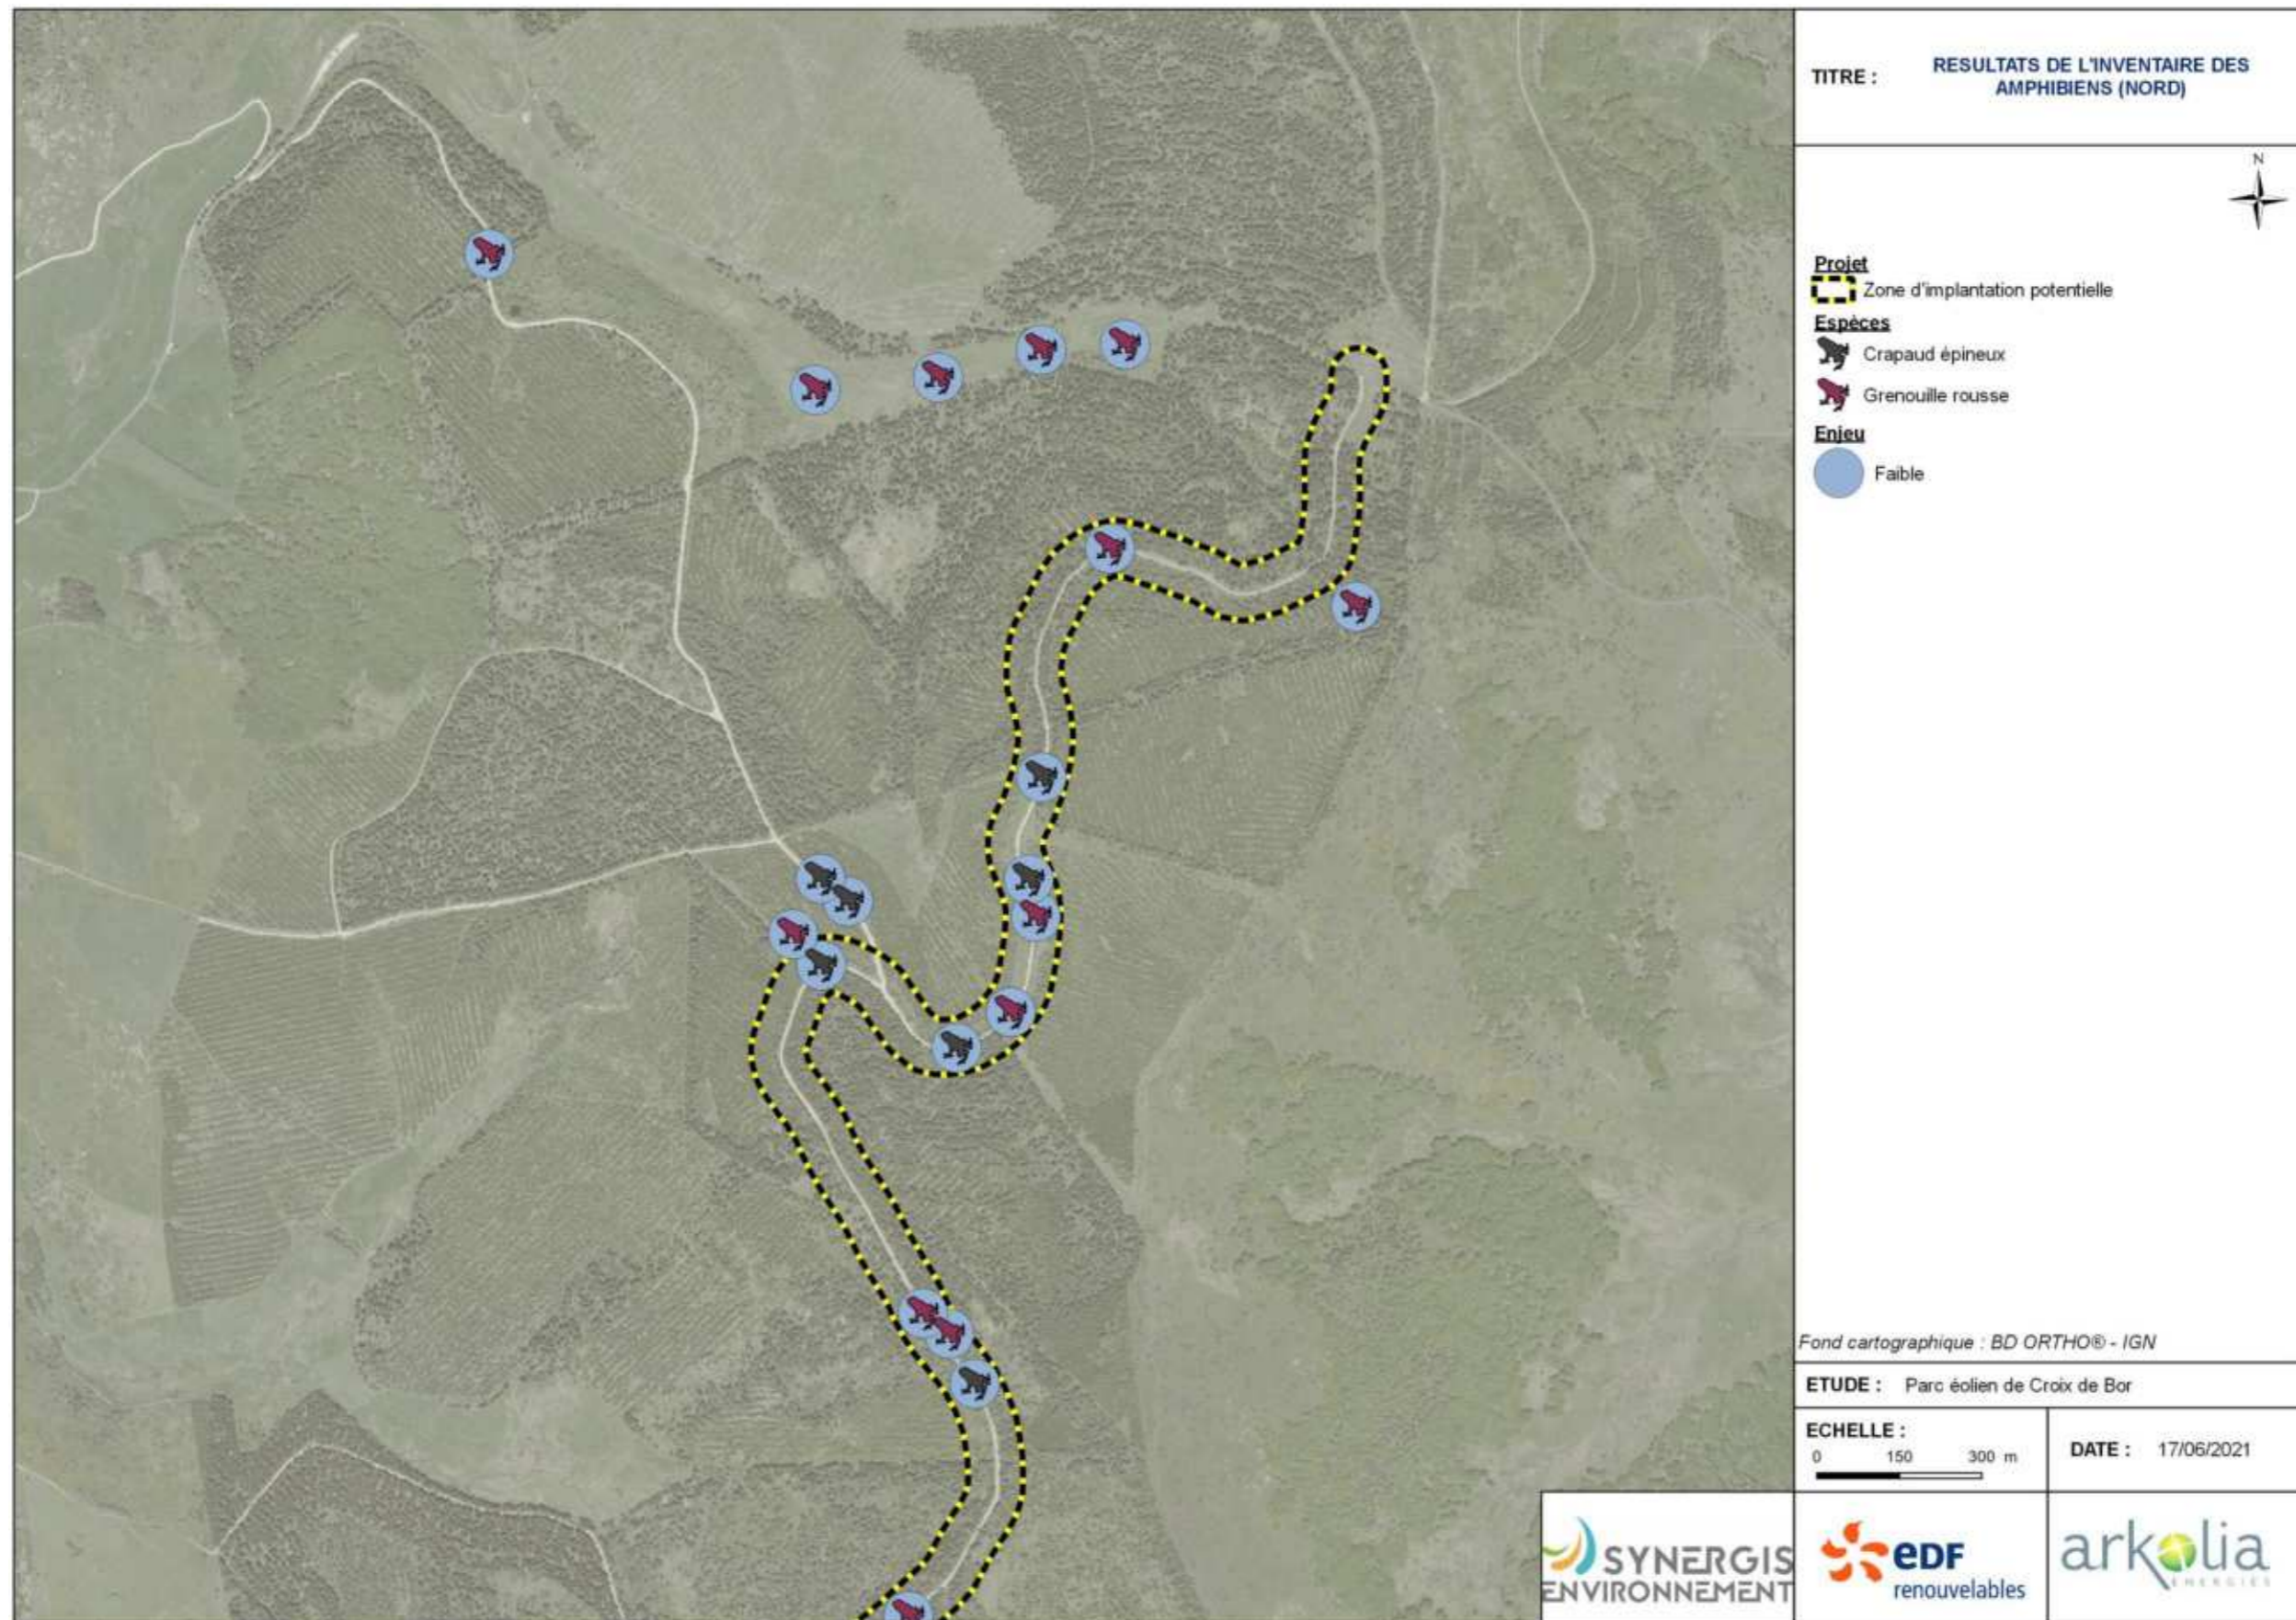 TITRE :
RESULTATS DE L'INVENTAIRE DES
AMPHIBIENS (NORD)
N
Projet
Zone d'implantation potentielle
Espèces
Crapaud épineux
Grenouille rousse
Enjeu
Faible
Fond cartographique : BD ORTHO® - IGN
ETUDE : Parc éolien de Croix de Bor
ECHELLE :
0 150 300 m
DATE : 17/06/2021
SYNERGIS
ENVIRONNEMENT
eDF
renouvelables
arkolia
ENERGIES